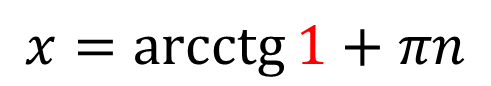 x = arcctg 1 + πn